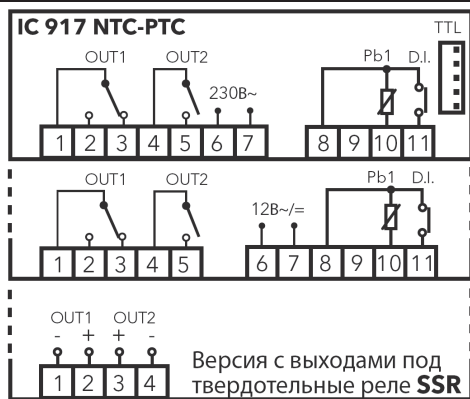 IC 917 NTC-PTC
TTL
OUT1 OUT2 Pb1 D.I.
230В~
1 2 3 4 5 6 7 8 9 10 11
OUT1 OUT2 Pb1 D.I.
12В~/=
1 2 3 4 5 6 7 8 9 10 11
OUT1 OUT2
- + + -
1 2 3 4
Версия с выходами под
твердотельные реле SSR